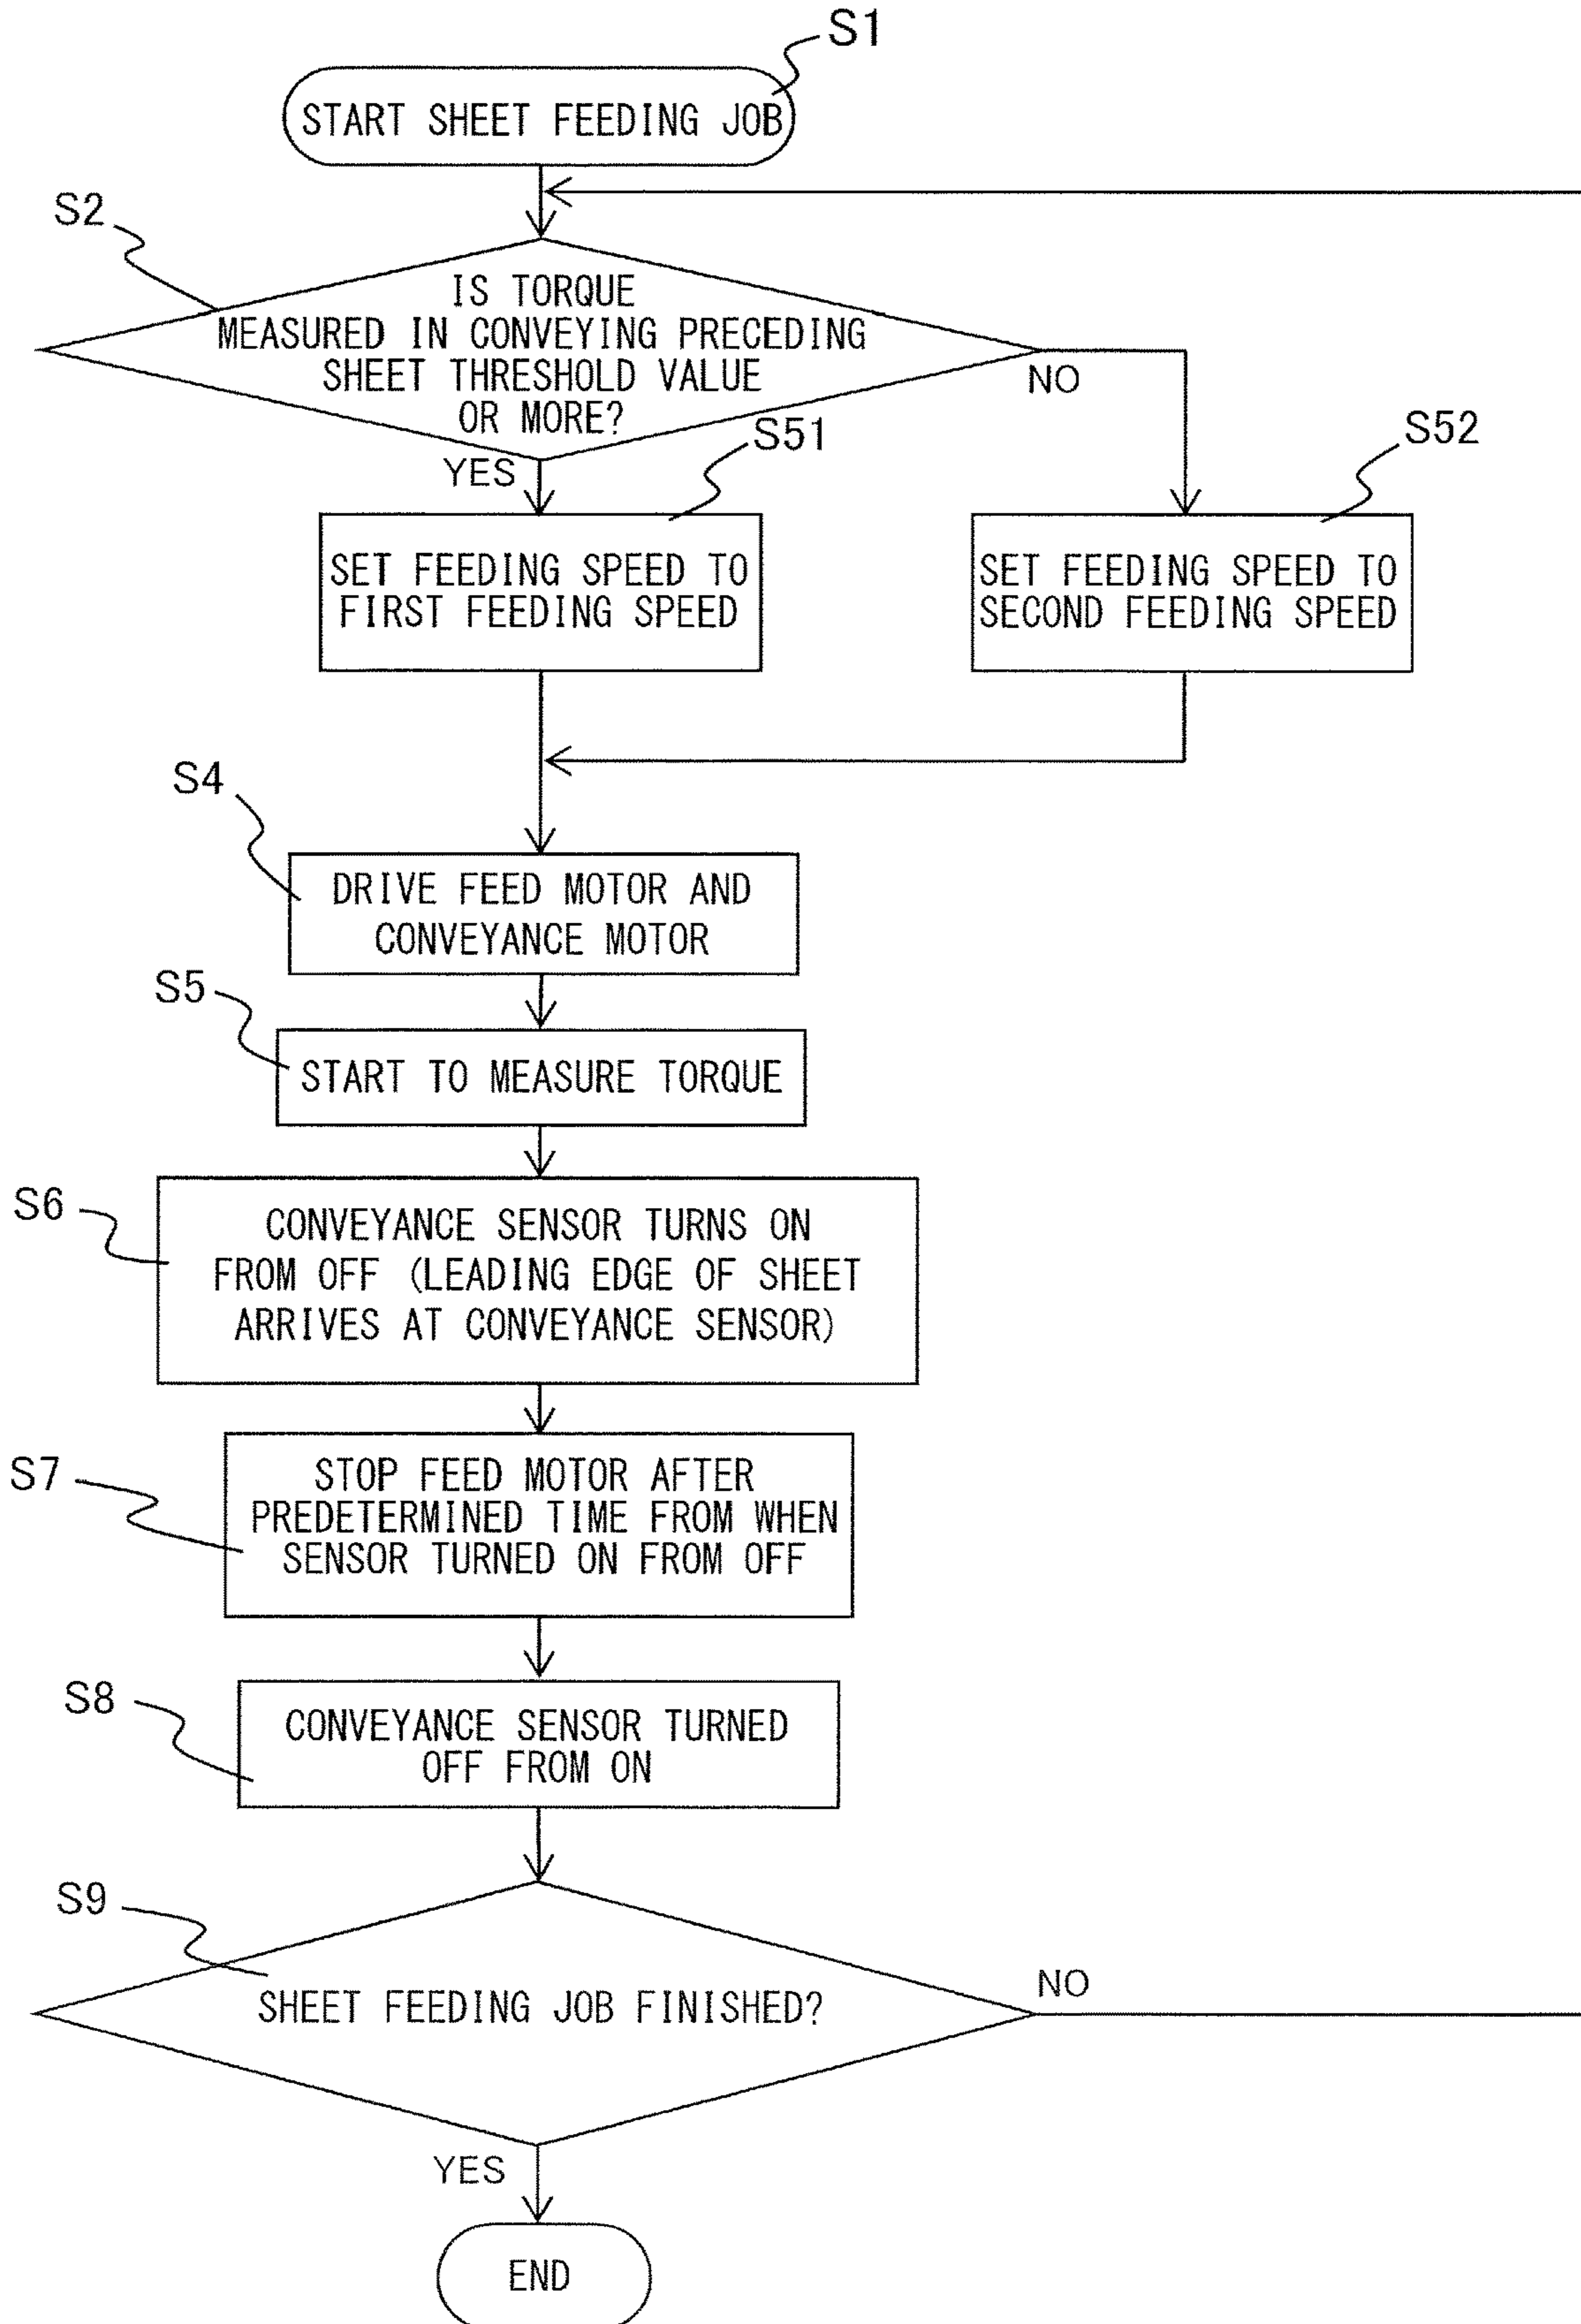 S1
START SHEET FEEDING JOB
S2
IS TORQUE
MEASURED IN CONVEYING PRECEDING
SHEET THRESHOLD VALUE
OR MORE?
NO
YES
S51
S52
SET FEEDING SPEED TO
FIRST FEEDING SPEED
SET FEEDING SPEED TO
SECOND FEEDING SPEED
S4
DRIVE FEED MOTOR AND
CONVEYANCE MOTOR
S5
START TO MEASURE TORQUE
S6
CONVEYANCE SENSOR TURNS ON
FROM OFF (LEADING EDGE OF SHEET
ARRIVES AT CONVEYANCE SENSOR)
S7
STOP FEED MOTOR AFTER
PREDETERMINED TIME FROM WHEN
SENSOR TURNED ON FROM OFF
S8
CONVEYANCE SENSOR TURNED
OFF FROM ON
S9
SHEET FEEDING JOB FINISHED?
NO
YES
END